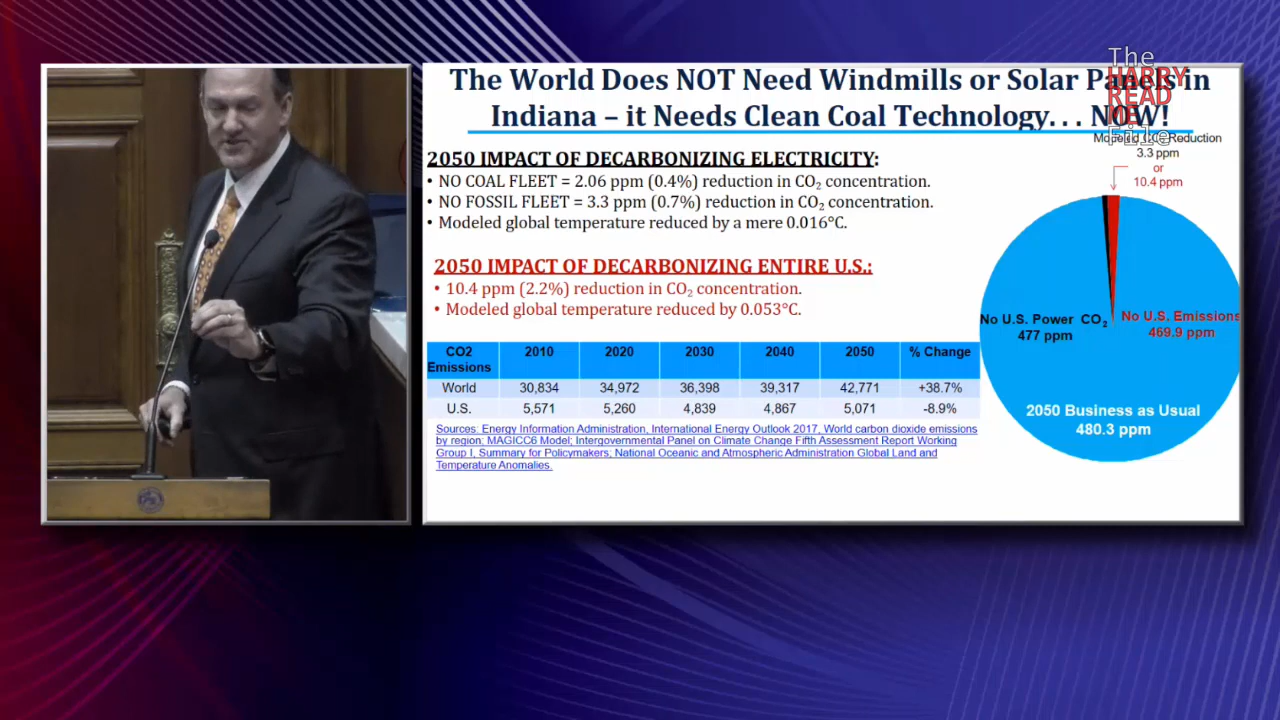 The
HARRY
READ
ME
File
The World Does NOT Need Windmills or Solar Panels in
Indiana – it Needs Clean Coal Technology. . . NOW!
2050 IMPACT OF DECARBONIZING ELECTRICITY:
• NO COAL FLEET = 2.06 ppm (0.4%) reduction in CO₂ concentration.
• NO FOSSIL FLEET = 3.3 ppm (0.7%) reduction in CO₂ concentration.
• Modeled global temperature reduced by a mere 0.016°C.
2050 IMPACT OF DECARBONIZING ENTIRE U.S.:
• 10.4 ppm (2.2%) reduction in CO₂ concentration.
• Modeled global temperature reduced by 0.053°C.
CO2 Emissions 2010 2020 2030 2040 2050 % Change
World 30,834 34,972 36,398 39,317 42,771 +38.7%
U.S. 5,571 5,260 4,839 4,867 5,071 -8.9%
Sources: Energy Information Administration, International Energy Outlook 2017, World carbon dioxide emissions
by region; MAGICC6 Model; Intergovernmental Panel on Climate Change Fifth Assessment Report Working
Group I, Summary for Policymakers; National Oceanic and Atmospheric Administration Global Land and
Temperature Anomalies.
Modeled CO₂ Reduction
3.3 ppm
or
10.4 ppm
No U.S. Power CO₂
477 ppm
No U.S. Emissions
469.9 ppm
2050 Business as Usual
480.3 ppm